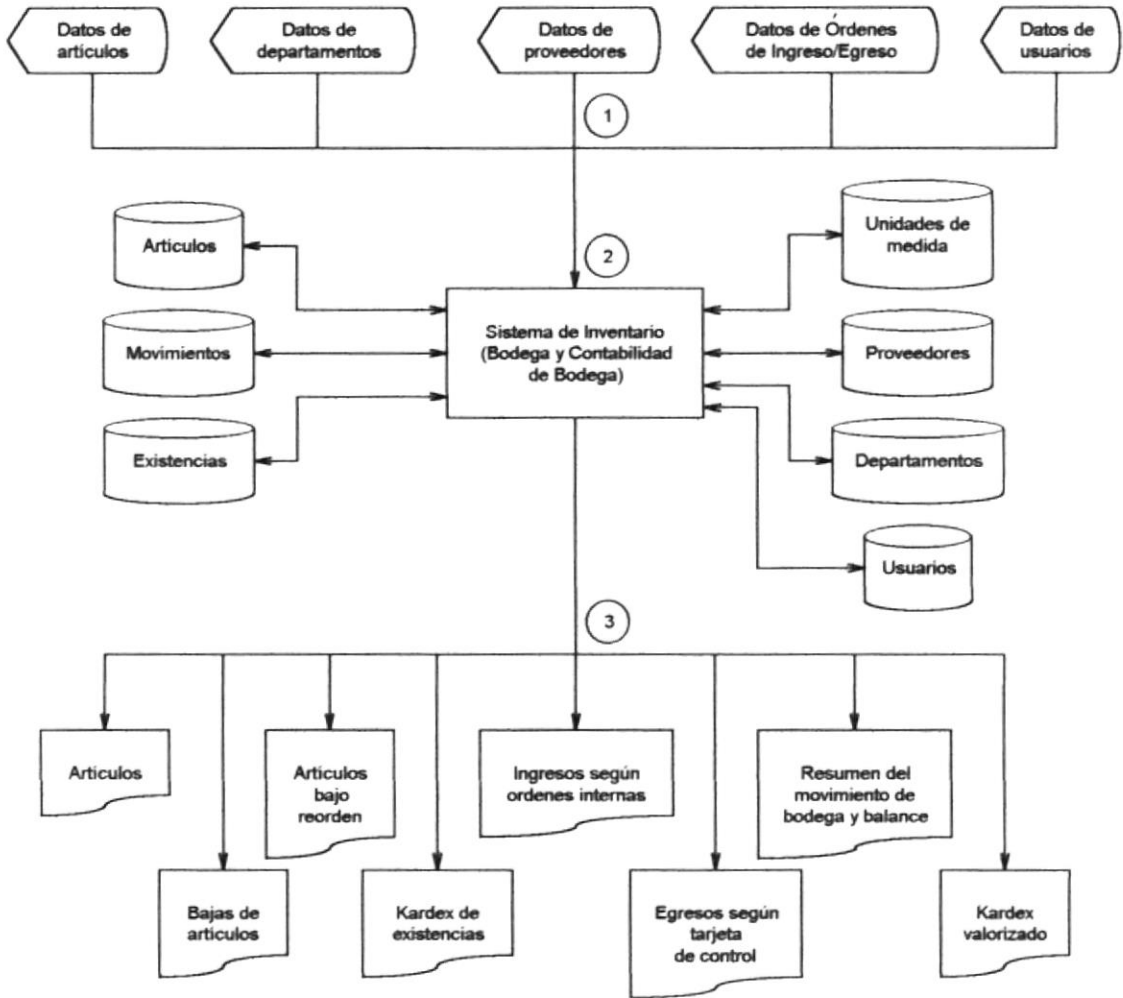 Datos de
artículos
Datos de
departamentos
Datos de
proveedores
Datos de Órdenes
de Ingreso/Egreso
Datos de
usuarios
1
Artículos
2
Unidades de
medida
Movimientos
Sistema de Inventario
(Bodega y Contabilidad
de Bodega)
Proveedores
Existencias
Departamentos
Usuarios
3
Artículos
Artículos
bajo
reorden
Ingresos según
ordenes internas
Resumen del
movimiento de
bodega y balance
Bajas de
artículos
Kardex de
existencias
Egresos según
tarjeta
de control
Kardex
valorizado